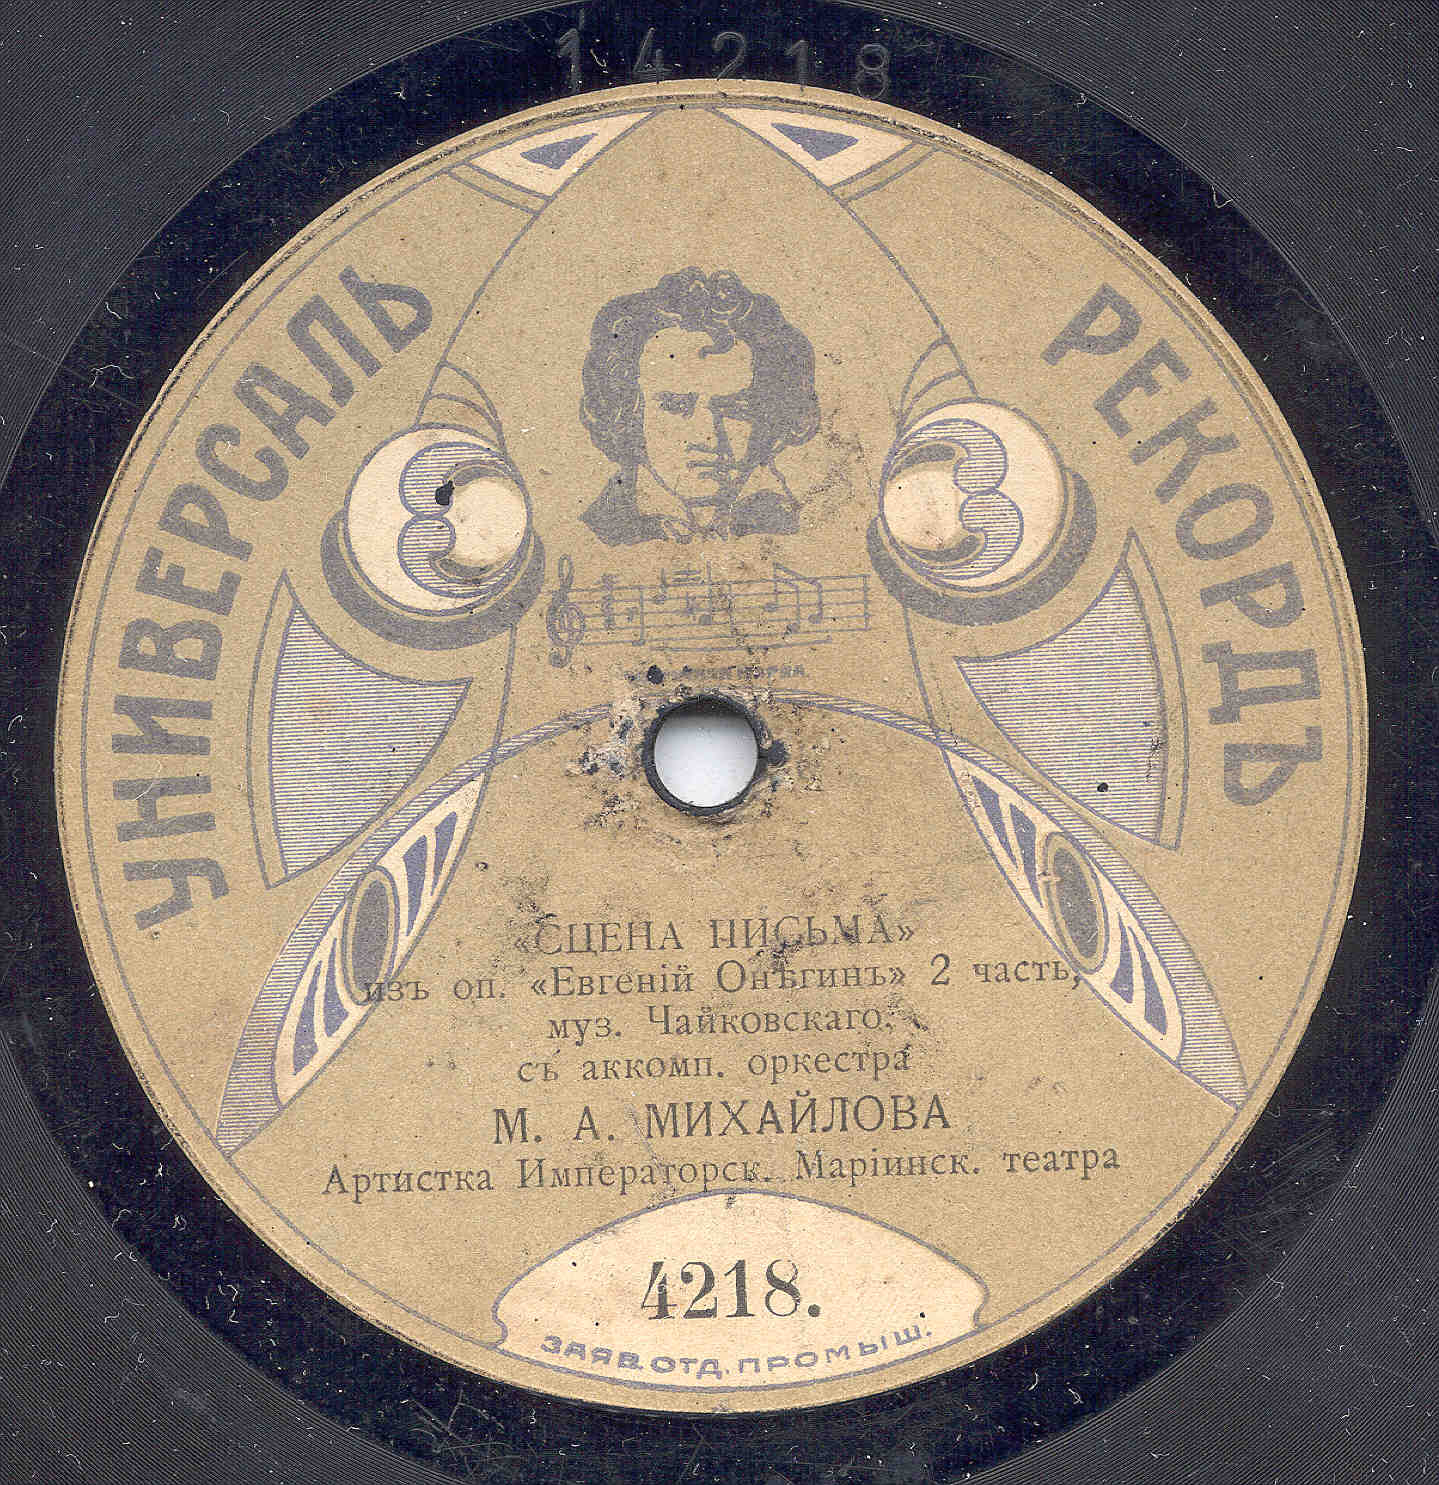 14218
УНИВЕРСАЛЬ РЕКОРДЪ
«СЦЕНА ПИСЬМА»
изъ оп. «Евгеній Онѣгинъ» 2 часть,
муз. Чайковскаго,
съ аккомп. оркестра
М. А. МИХАЙЛОВА
Артистка Императорск. Маріинск. театра
4218.
ЗАЯВ. ОТД. ПРОМЫШ.